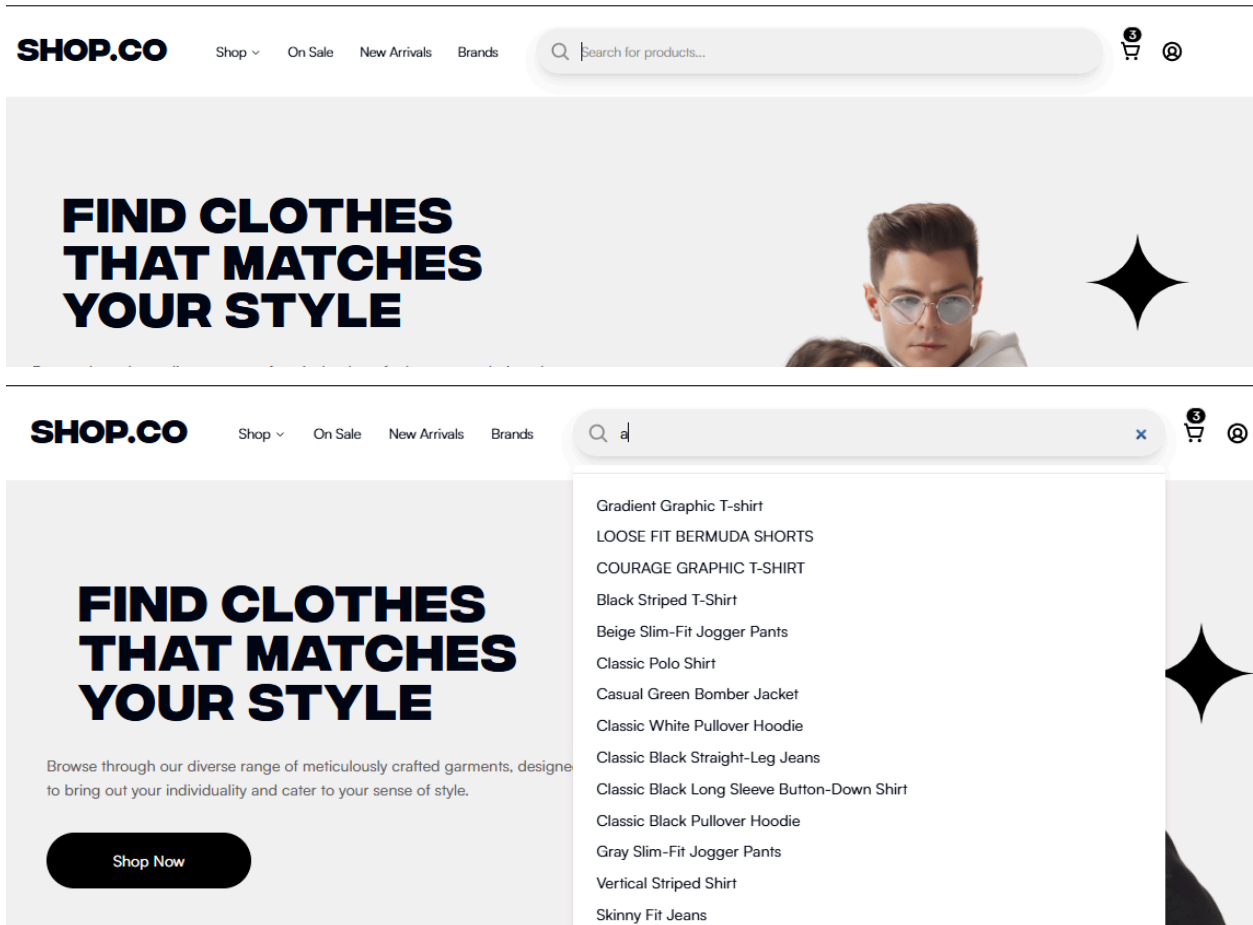 SHOP.CO Shop On Sale New Arrivals Brands Search for products... 3
FIND CLOTHES
THAT MATCHES
YOUR STYLE
SHOP.CO Shop On Sale New Arrivals Brands a × 3
FIND CLOTHES
THAT MATCHES
YOUR STYLE
Browse through our diverse range of meticulously crafted garments, designe
to bring out your individuality and cater to your sense of style.
Shop Now
Gradient Graphic T-shirt
LOOSE FIT BERMUDA SHORTS
COURAGE GRAPHIC T-SHIRT
Black Striped T-Shirt
Beige Slim-Fit Jogger Pants
Classic Polo Shirt
Casual Green Bomber Jacket
Classic White Pullover Hoodie
Classic Black Straight-Leg Jeans
Classic Black Long Sleeve Button-Down Shirt
Classic Black Pullover Hoodie
Gray Slim-Fit Jogger Pants
Vertical Striped Shirt
Skinny Fit Jeans